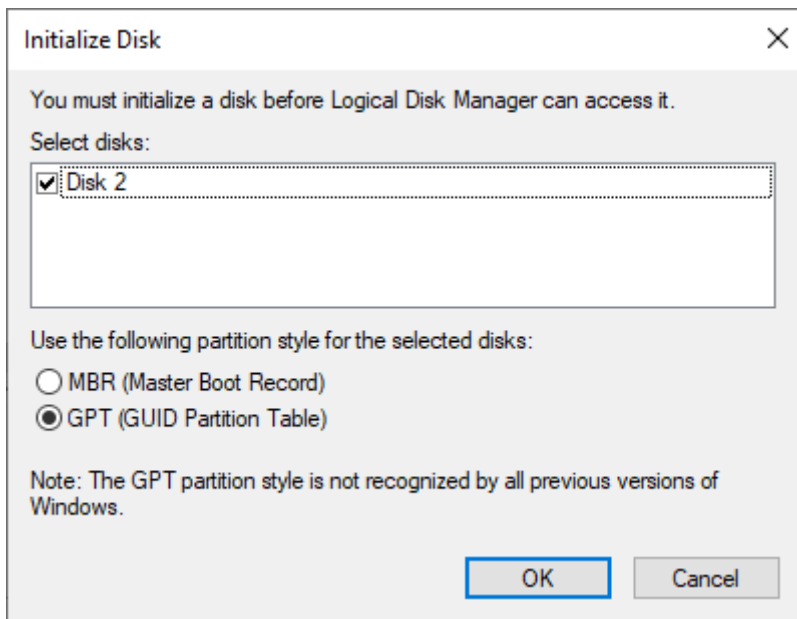 Initialize Disk
You must initialize a disk before Logical Disk Manager can access it.
Select disks:
Disk 2
Use the following partition style for the selected disks:
MBR (Master Boot Record)
GPT (GUID Partition Table)
Note: The GPT partition style is not recognized by all previous versions of
Windows.
OK Cancel